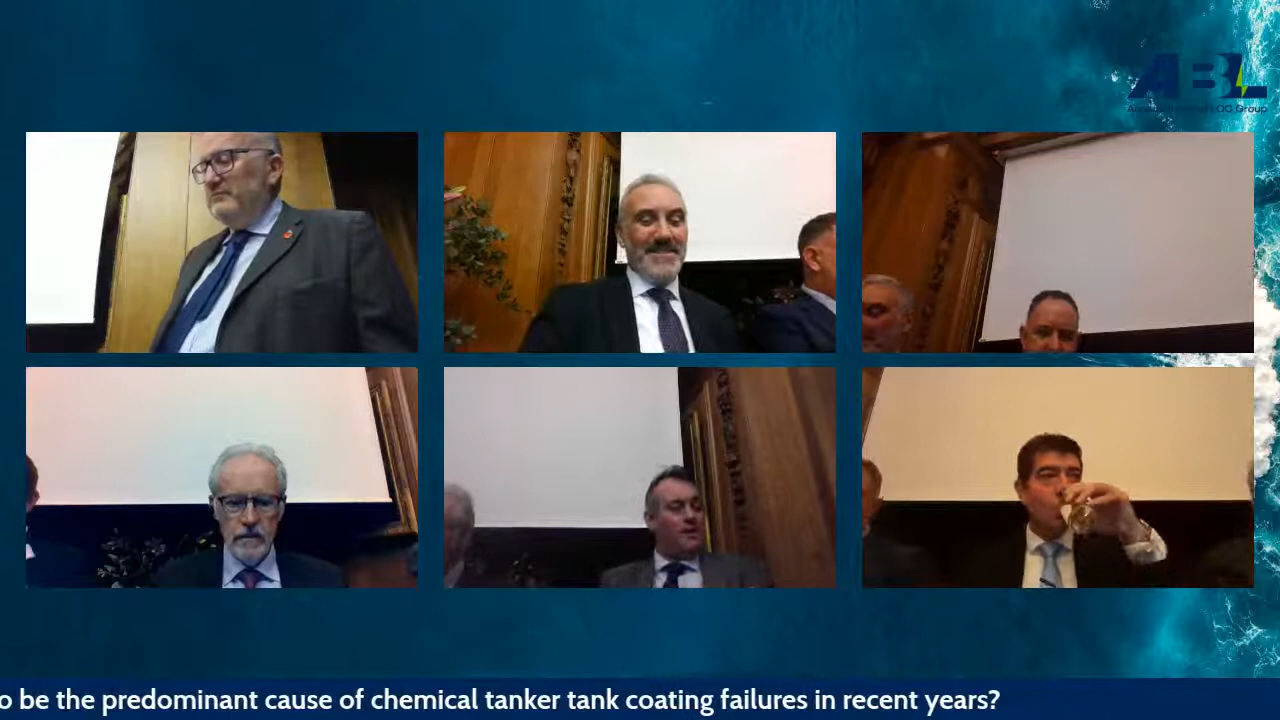 ABL
o be the predominant cause of chemical tanker tank coating failures in recent years?